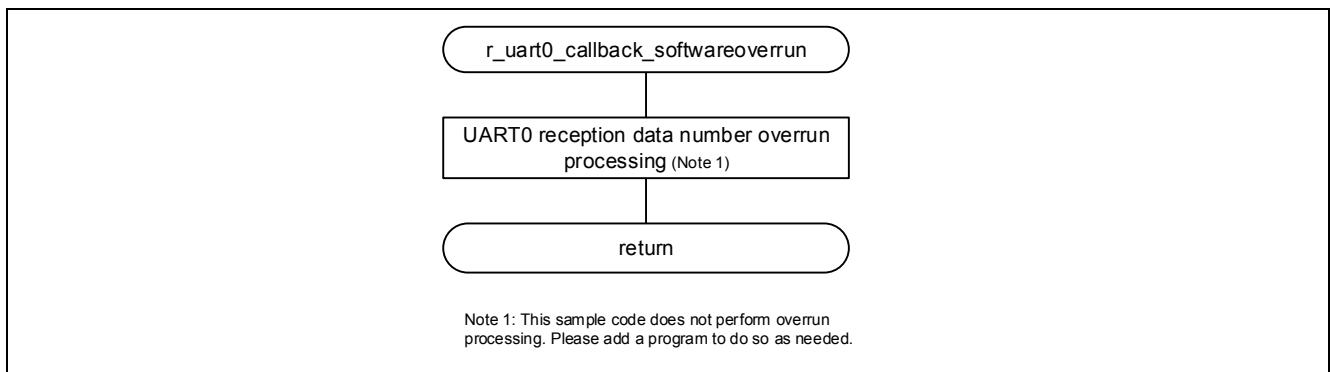 r_uart0_callback_softwareoverrun
UART0 reception data number overrun
processing (Note 1)
return
Note 1: This sample code does not perform overrun
processing. Please add a program to do so as needed.